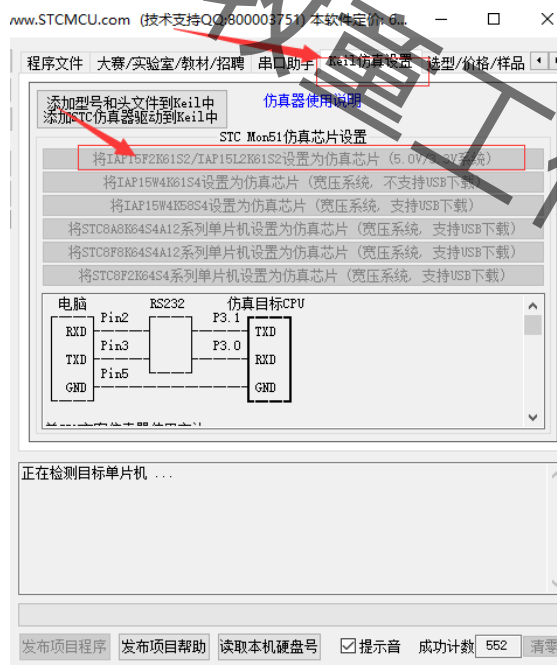 www.STCMCU.com (技术支持QQ:800003751) 本软件定价: 6...
程序文件 大赛/实验室/教材/招聘 串口助手 Keil仿真设置 选型/价格/样品
添加型号和头文件到Keil中
添加STC仿真器驱动到Keil中
仿真器使用说明
STC Mon51仿真芯片设置
将IAP15F2K61S2/IAP15L2K61S2设置为仿真芯片 (5.0V/3.3V系统)
将IAP15W4K61S4设置为仿真芯片 (宽压系统, 不支持USB下载)
将IAP15W4K58S4设置为仿真芯片 (宽压系统, 支持USB下载)
将STC8A8K64S4A12系列单片机设置为仿真芯片 (宽压系统, 支持USB下载)
将STC8F8K64S4A12系列单片机设置为仿真芯片 (宽压系统, 支持USB下载)
将STC8F2K64S4系列单片机设置为仿真芯片 (宽压系统, 支持USB下载)
电脑 RS232 仿真目标CPU
Pin2 P3.1
RXD TXD
Pin3 P3.0
TXD RXD
Pin5
GND GND
正在检测目标单片机 ...
发布项目程序 发布项目帮助 读取本机硬盘号 提示音 成功计数 552 清零
童工